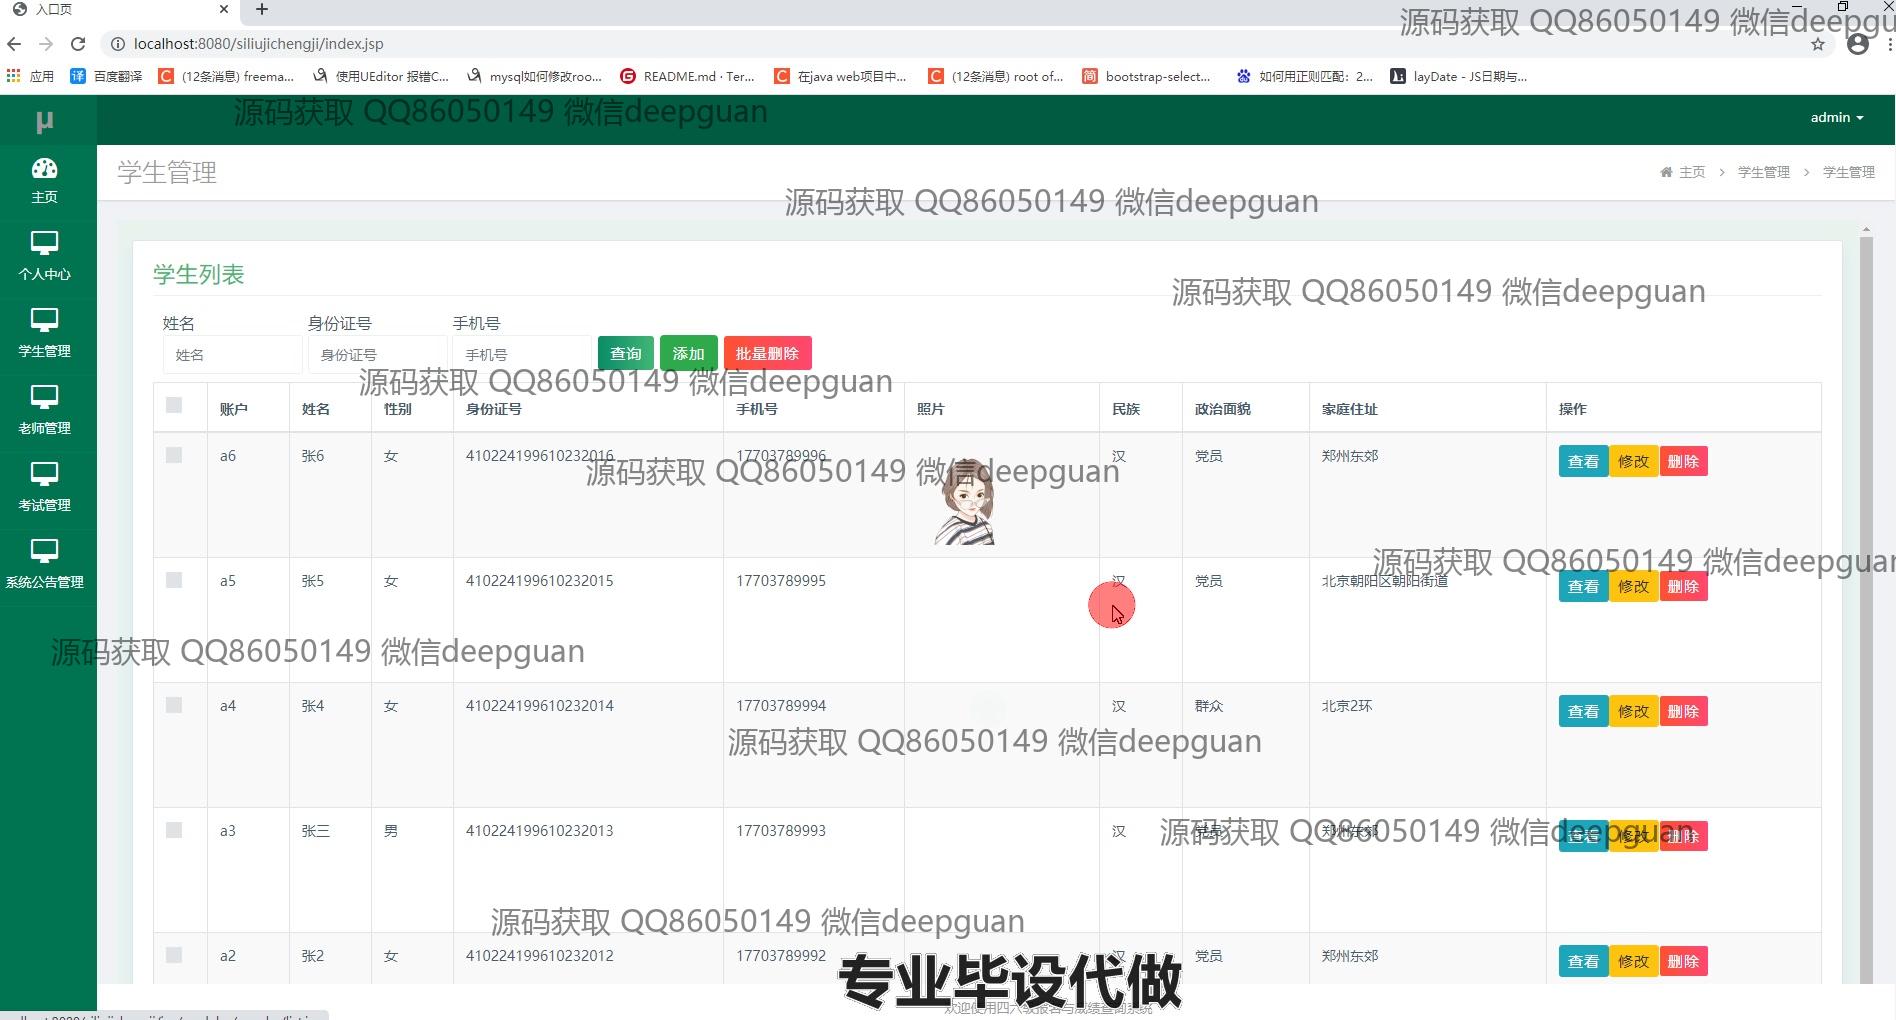 入口页
源码获取 QQ86050149 微信deepgu
localhost:8080/siliujichengji/index.jsp
应用 百度翻译 (12条消息) freema... 使用UEditor 报错C... mysql如何修改roo... README.md · Ter... 在java web项目中... (12条消息) root of... bootstrap-select... 如何用正则匹配：2... layDate - JS日期与...
μ 源码获取 QQ86050149 微信deepguan admin
主页
学生管理 主页 > 学生管理 > 学生管理
源码获取 QQ86050149 微信deepguan
个人中心
学生列表
源码获取 QQ86050149 微信deepguan
姓名 身份证号 手机号
学生管理
姓名 身份证号 手机号 查询 添加 批量删除
源码获取 QQ86050149 微信deepguan
账户 姓名 性别 身份证号 手机号 照片 民族 政治面貌 家庭住址 操作
老师管理
a6 张6 女 410224199610232016 17703789996 汉 党员 郑州东郊 查看 修改 删除
源码获取 QQ86050149 微信deepguan
考试管理
源码获取 QQ86050149 微信deepguan
系统公告管理
a5 张5 女 410224199610232015 17703789995 汉 党员 北京朝阳区朝阳街道 查看 修改 删除
源码获取 QQ86050149 微信deepguan
a4 张4 女 410224199610232014 17703789994 汉 群众 北京2环 查看 修改 删除
源码获取 QQ86050149 微信deepguan
a3 张三 男 410224199610232013 17703789993 汉 党员 郑州东郊 查看 修改 删除
源码获取 QQ86050149 微信deepguan
源码获取 QQ86050149 微信deepguan
a2 张2 女 410224199610232012 17703789992 汉 党员 郑州东郊 查看 修改 删除
专业毕设代做